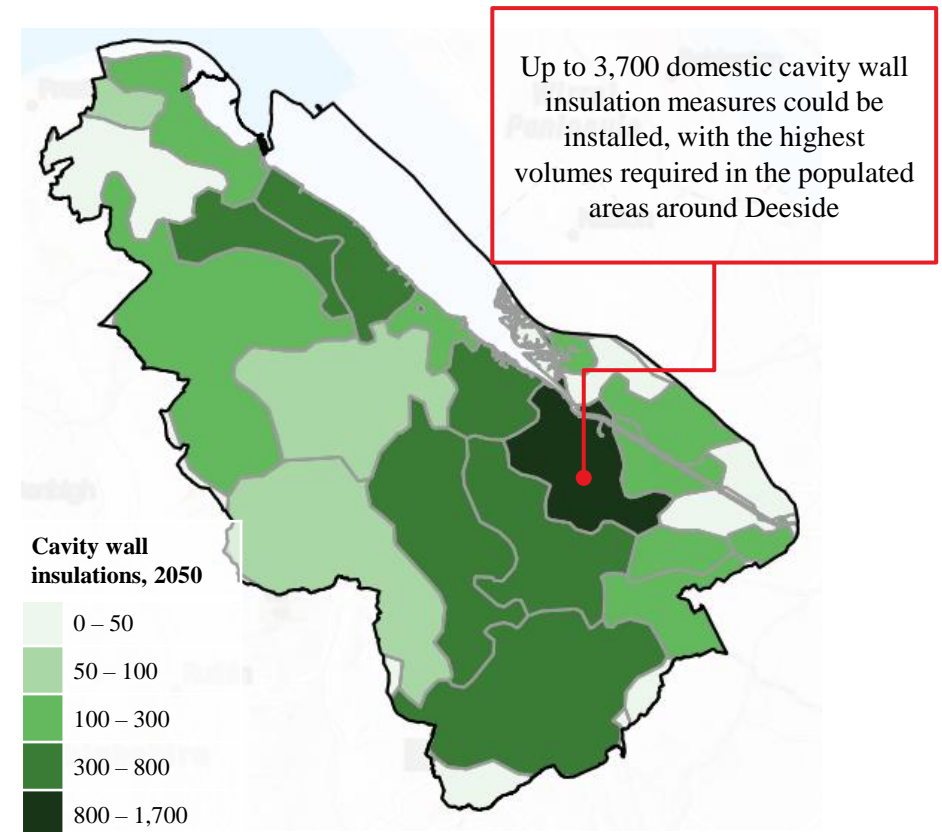 Up to 3,700 domestic cavity wall
insulation measures could be
installed, with the highest
volumes required in the populated
areas around Deeside
Cavity wall
insulations, 2050
0 – 50
50 – 100
100 – 300
300 – 800
800 – 1,700